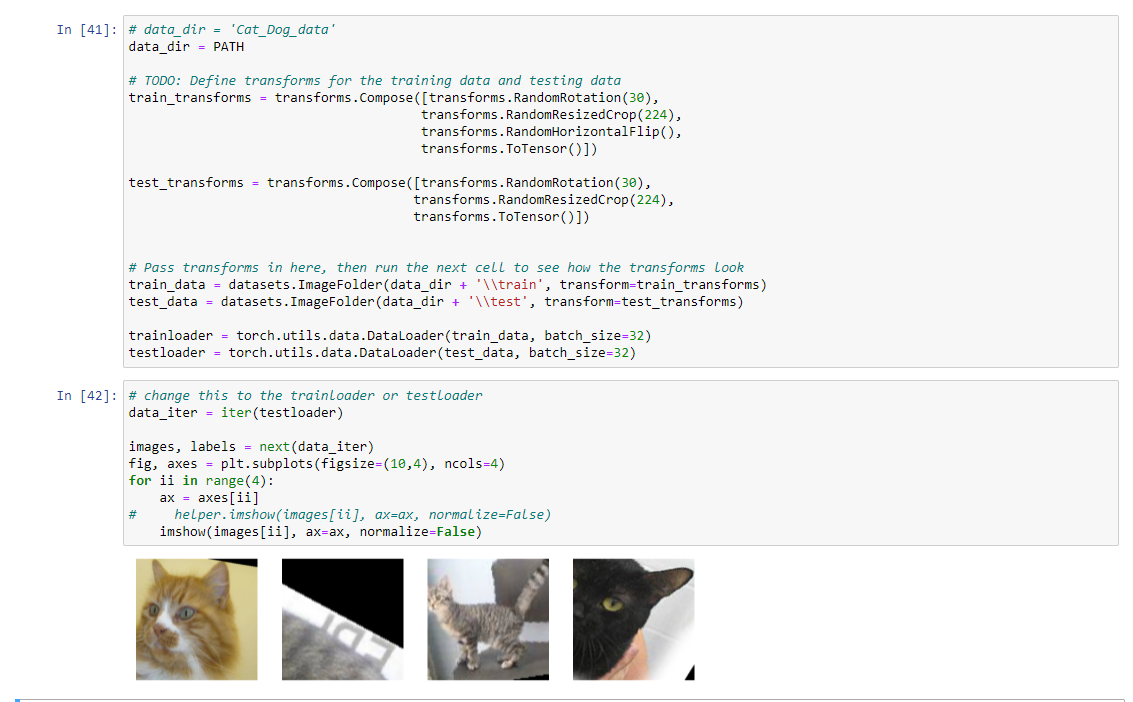 In [41]:
# data_dir = 'Cat_Dog_data'
data_dir = PATH
# TODO: Define transforms for the training data and testing data
train_transforms = transforms.Compose([transforms.RandomRotation(30),
transforms.RandomResizedCrop(224),
transforms.RandomHorizontalFlip(),
transforms.ToTensor()])
test_transforms = transforms.Compose([transforms.RandomRotation(30),
transforms.RandomResizedCrop(224),
transforms.ToTensor()])
# Pass transforms in here, then run the next cell to see how the transforms look
train_data = datasets.ImageFolder(data_dir + '\\train', transform=train_transforms)
test_data = datasets.ImageFolder(data_dir + '\\test', transform=test_transforms)
trainloader = torch.utils.data.DataLoader(train_data, batch_size=32)
testloader = torch.utils.data.DataLoader(test_data, batch_size=32)
In [42]:
# change this to the trainloader or testloader
data_iter = iter(testloader)
images, labels = next(data_iter)
fig, axes = plt.subplots(figsize=(10,4), ncols=4)
for ii in range(4):
    ax = axes[ii]
#     helper.imshow(images[ii], ax=ax, normalize=False)
    imshow(images[ii], ax=ax, normalize=False)